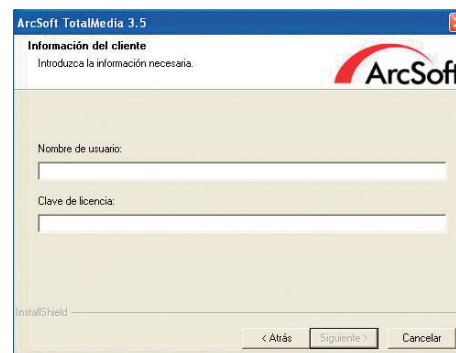 ArcSoft TotalMedia 3.5
Información del cliente
Introduzca la información necesaria.
ArcSoft
Nombre de usuario:
Clave de licencia:
InstallShield
< Atrás
Siguiente >
Cancelar